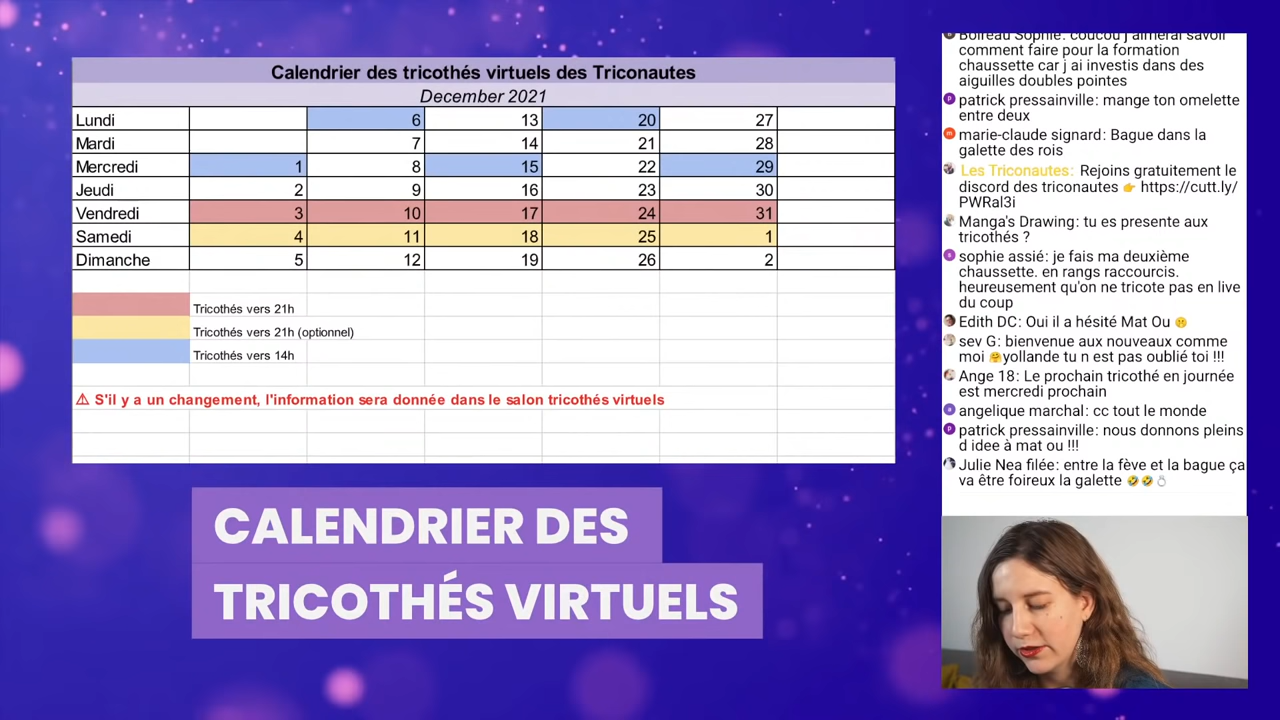 Calendrier des tricothés virtuels des Triconautes
December 2021
Lundi 6 13 20 27
Mardi 7 14 21 28
Mercredi 1 8 15 22 29
Jeudi 2 9 16 23 30
Vendredi 3 10 17 24 31
Samedi 4 11 18 25 1
Dimanche 5 12 19 26 2
Tricothés vers 21h
Tricothés vers 21h (optionnel)
Tricothés vers 14h
⚠ S'il y a un changement, l'information sera donnée dans le salon tricothés virtuels
CALENDRIER DES
TRICOTHÉS VIRTUELS
Boireau Sophie: coucou j aimerai savoir
comment faire pour la formation
chaussette car j ai investis dans des
aiguilles doubles pointes
patrick pressainville: mange ton omelette
entre deux
marie-claude signard: Bague dans la
galette des rois
Les Triconautes: Rejoins gratuitement le
discord des triconautes 👉 https://cutt.ly/
PWRal3i
Manga's Drawing: tu es presente aux
tricothés ?
sophie assié: je fais ma deuxième
chaussette. en rangs raccourcis.
heureusement qu'on ne tricote pas en live
du coup
Edith DC: Oui il a hésité Mat Ou 🤫
sev G: bienvenue aux nouveaux comme
moi 🤗yollande tu n est pas oublié toi !!!
Ange 18: Le prochain tricothé en journée
est mercredi prochain
angelique marchal: cc tout le monde
patrick pressainville: nous donnons pleins
d idee à mat ou !!!
Julie Nea filée: entre la fève et la bague ça
va être foireux la galette 🤣🤣💍